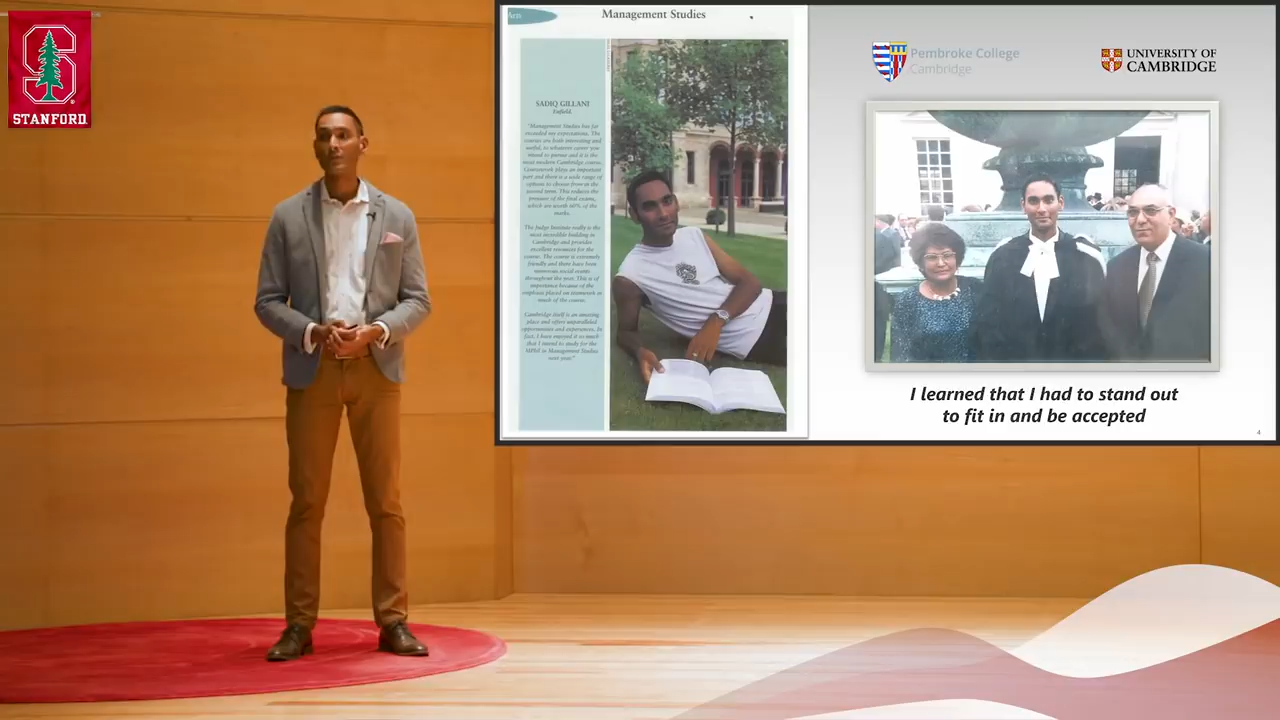 STANFORD
Arts
Management Studies
SADIQ GILLANI
Enfield
"Management Studies has far
exceeded my expectations. The
courses are both interesting and
useful, to whatever career you
intend to pursue and it is the
most modern Cambridge course.
Coursework plays an important
part and there is a wide range of
options to choose from in the
second term. This reduces the
pressure of the final exams,
which are worth 60% of the
marks.
The Judge Institute really is the
most incredible building in
Cambridge and provides
excellent resources for the
course. The course is extremely
friendly and there have been
numerous social events
throughout the year. This is of
importance because of the
emphasis placed on teamwork in
much of the course.
Cambridge itself is an amazing
place and offers unparalleled
opportunities and experiences. In
fact, I have enjoyed it so much
that I intend to study for the
MPhil in Management Studies
next year."
Pembroke College
Cambridge
UNIVERSITY OF
CAMBRIDGE
I learned that I had to stand out
to fit in and be accepted
4